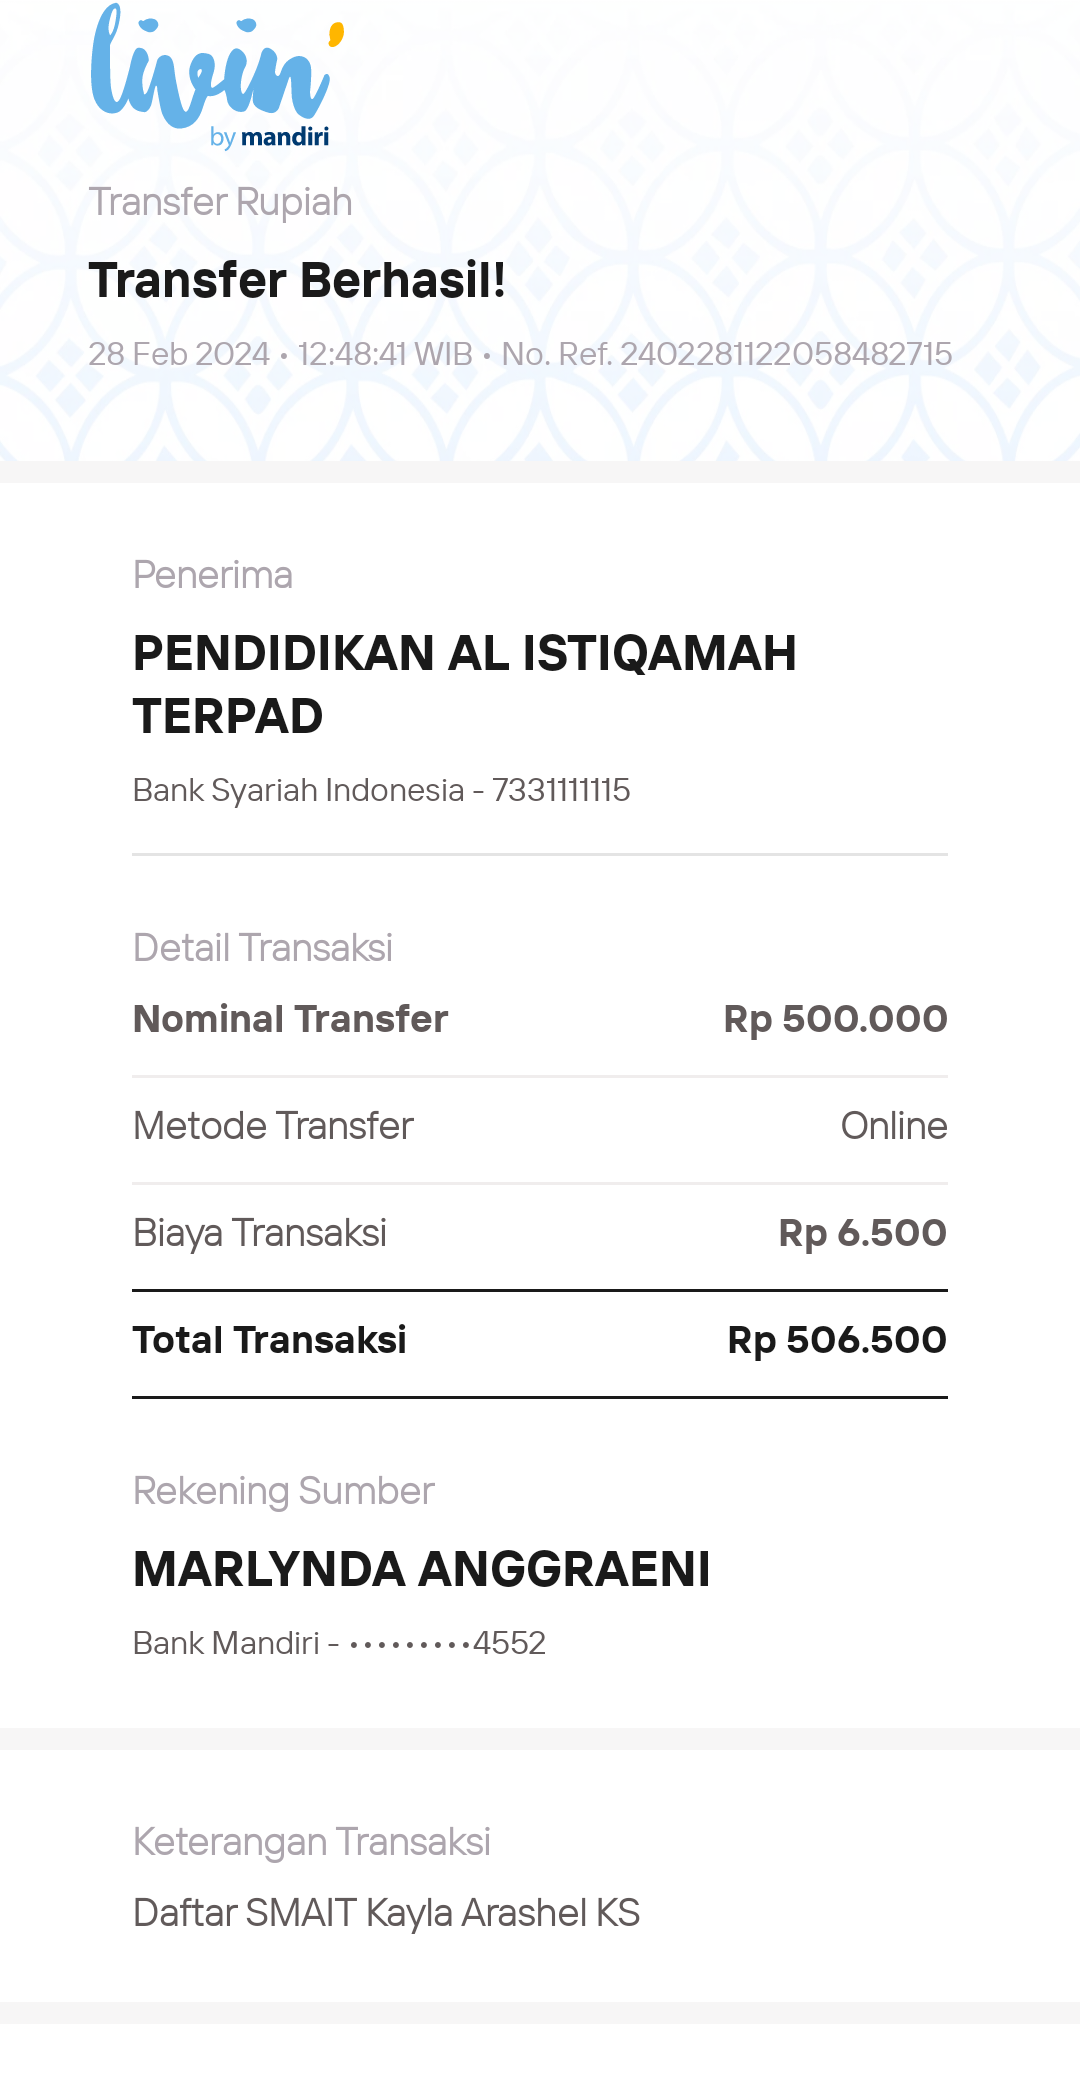 livin'
by mandiri
Transfer Rupiah
Transfer Berhasil!
28 Feb 2024 • 12:48:41 WIB • No. Ref. 2402281122058482715
Penerima
PENDIDIKAN AL ISTIQAMAH
TERPAD
Bank Syariah Indonesia - 7331111115
Detail Transaksi
Nominal Transfer Rp 500.000
Metode Transfer Online
Biaya Transaksi Rp 6.500
Total Transaksi Rp 506.500
Rekening Sumber
MARLYNDA ANGGRAENI
Bank Mandiri - •••••••••4552
Keterangan Transaksi
Daftar SMAIT Kayla Arashel KS